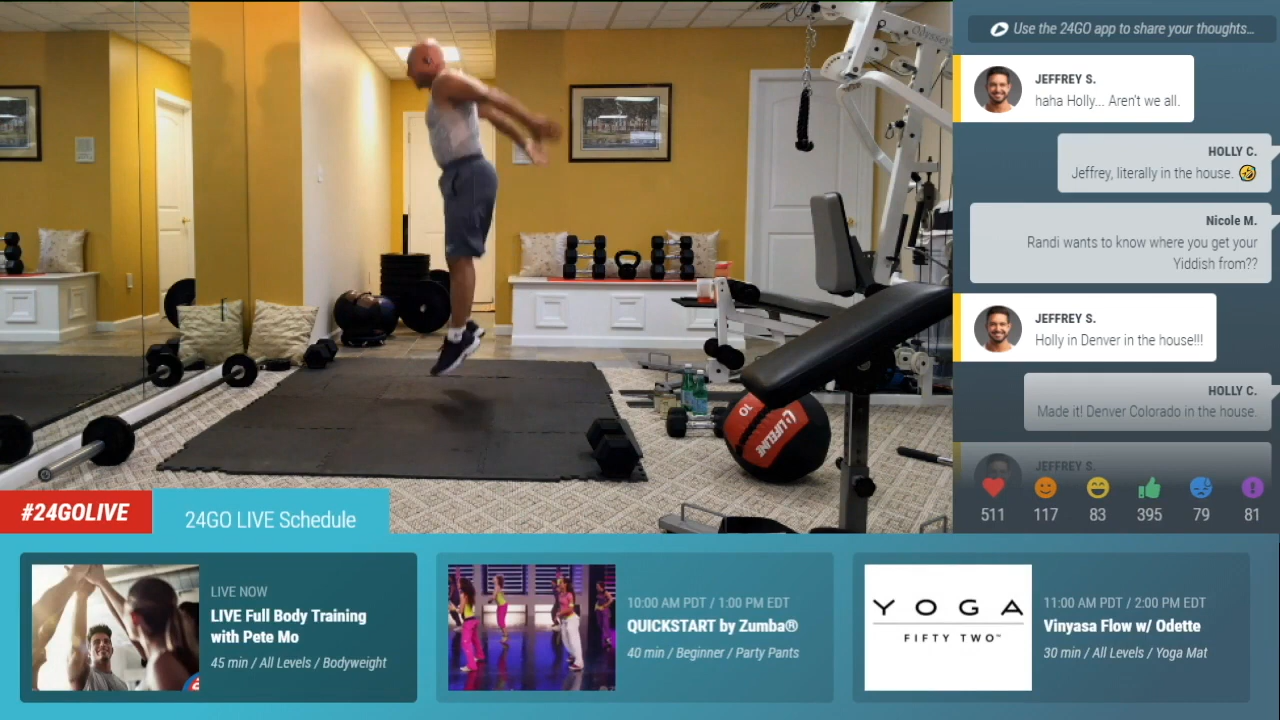 Odyssey
Use the 24GO app to share your thoughts...
JEFFREY S.
haha Holly... Aren't we all.
HOLLY C.
Jeffrey, literally in the house. 🤣
Nicole M.
Randi wants to know where you get your
Yiddish from??
JEFFREY S.
Holly in Denver in the house!!!
HOLLY C.
Made it! Denver Colorado in the house.
JEFFREY S.
511 117 83 395 79 81
10
LIFELINE
#24GOLIVE
24GO LIVE Schedule
LIVE NOW
LIVE Full Body Training
with Pete Mo
45 min / All Levels / Bodyweight
10:00 AM PDT / 1:00 PM EDT
QUICKSTART by Zumba®
40 min / Beginner / Party Pants
YOGA
FIFTY TWO™
11:00 AM PDT / 2:00 PM EDT
Vinyasa Flow w/ Odette
30 min / All Levels / Yoga Mat